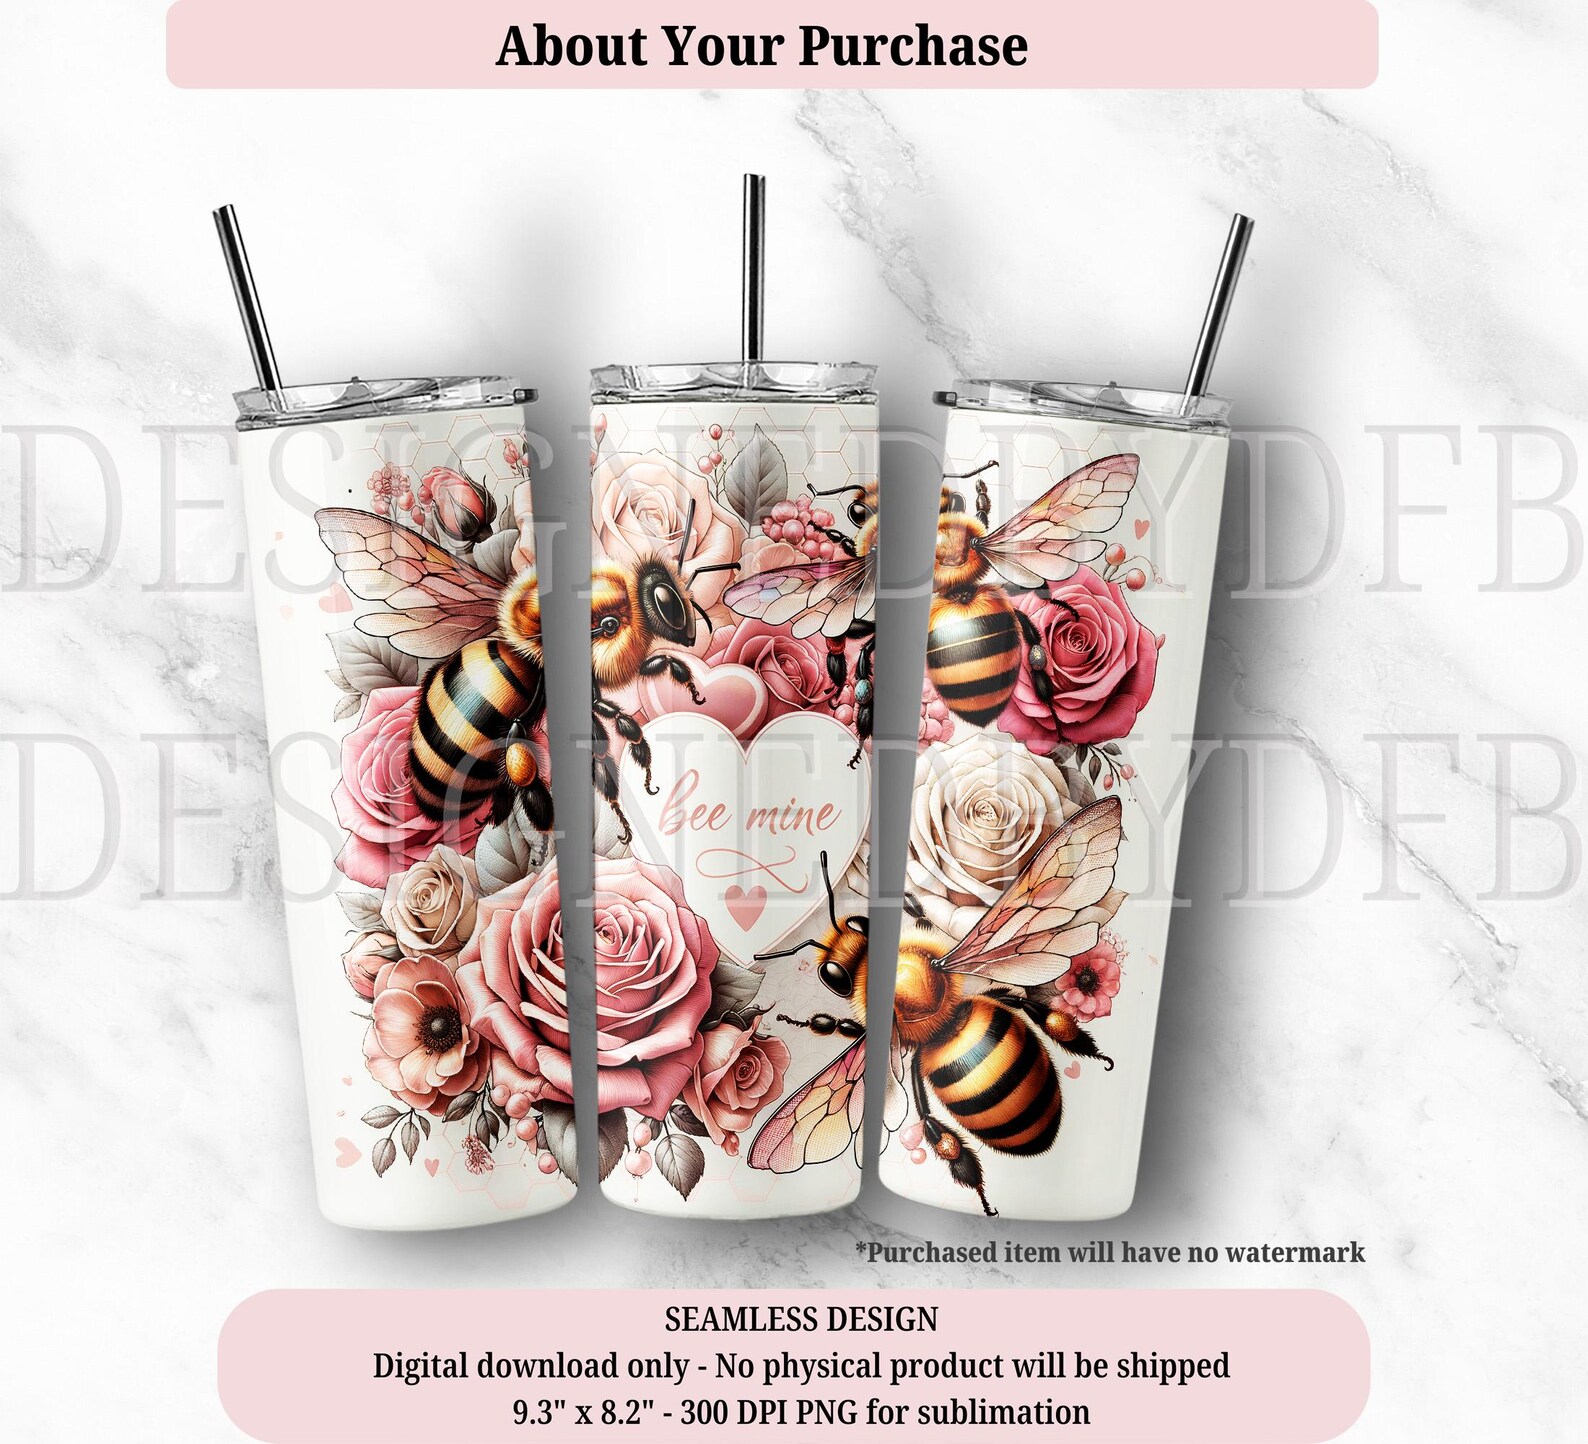 About Your Purchase
DESIGNEDBYDFB
bee mine
DESIGNEDBYDFB
*Purchased item will have no watermark
SEAMLESS DESIGN
Digital download only - No physical product will be shipped
9.3" x 8.2" - 300 DPI PNG for sublimation